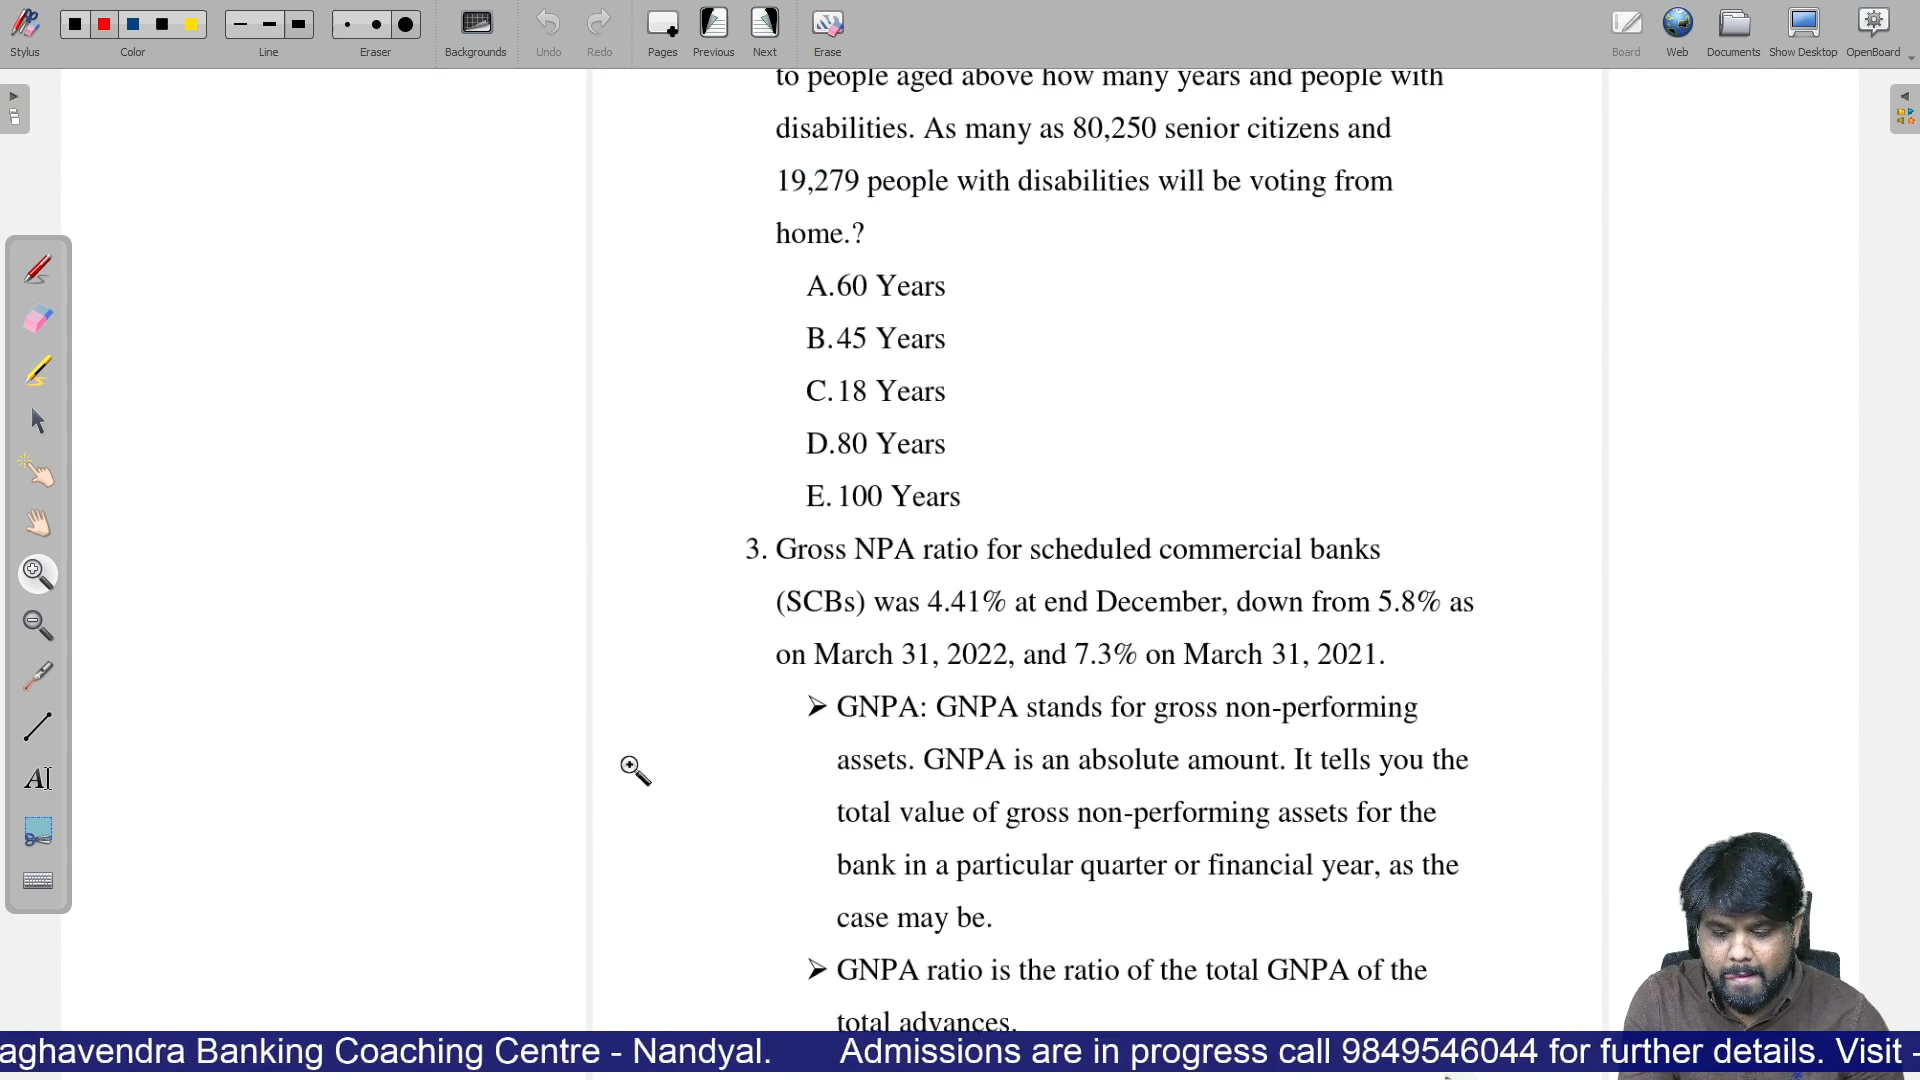 Stylus
Color
Line
Eraser
Backgrounds
Undo
Redo
Pages
Previous
Next
Erase
Board
Web
Documents
Show Desktop
OpenBoard
to people aged above how many years and people with
disabilities. As many as 80,250 senior citizens and
19,279 people with disabilities will be voting from
home.?
A.60 Years
B.45 Years
C.18 Years
D.80 Years
E.100 Years
3. Gross NPA ratio for scheduled commercial banks
(SCBs) was 4.41% at end December, down from 5.8% as
on March 31, 2022, and 7.3% on March 31, 2021.
➢ GNPA: GNPA stands for gross non-performing
assets. GNPA is an absolute amount. It tells you the
total value of gross non-performing assets for the
bank in a particular quarter or financial year, as the
case may be.
➢ GNPA ratio is the ratio of the total GNPA of the
total advances.
aghavendra Banking Coaching Centre - Nandyal. Admissions are in progress call 9849546044 for further details. Visit -